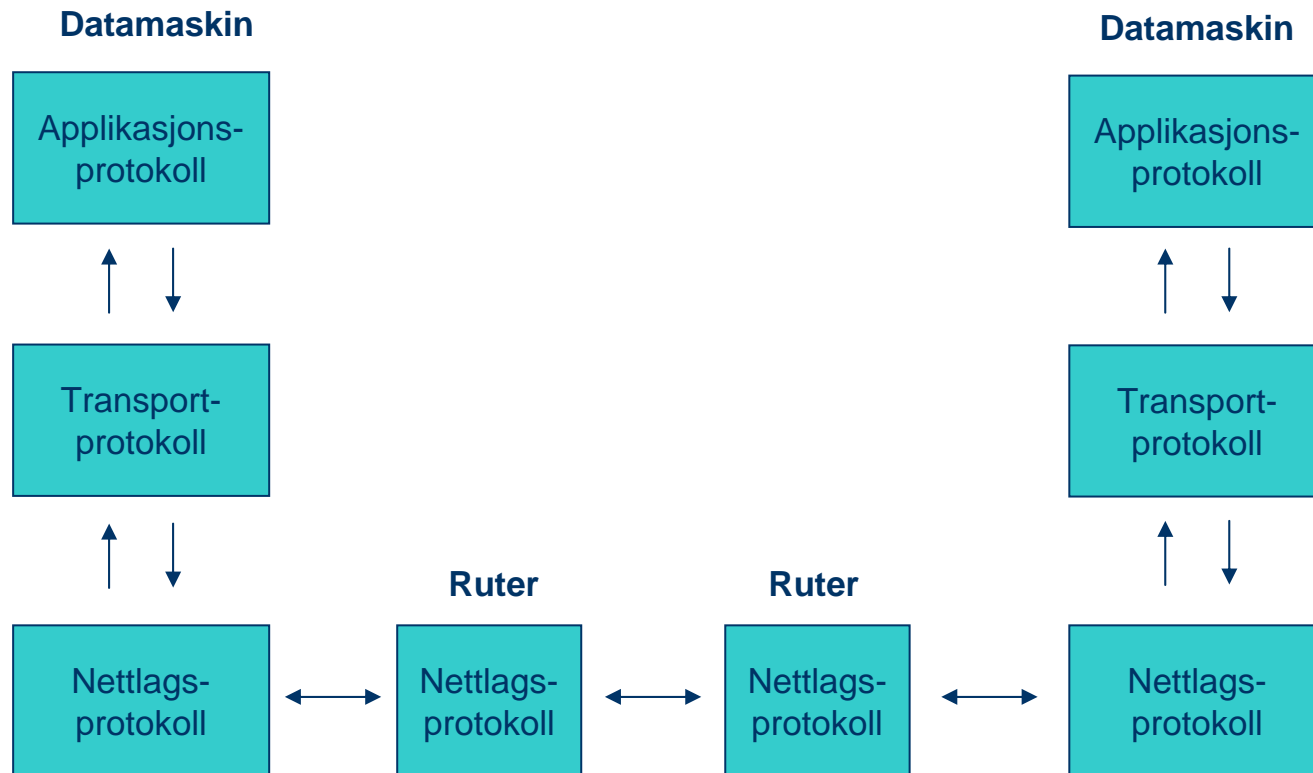 Datamaskin
Datamaskin
Applikasjons-
protokoll
Applikasjons-
protokoll
Transport-
protokoll
Transport-
protokoll
Ruter
Ruter
Nettlags-
protokoll
Nettlags-
protokoll
Nettlags-
protokoll
Nettlags-
protokoll